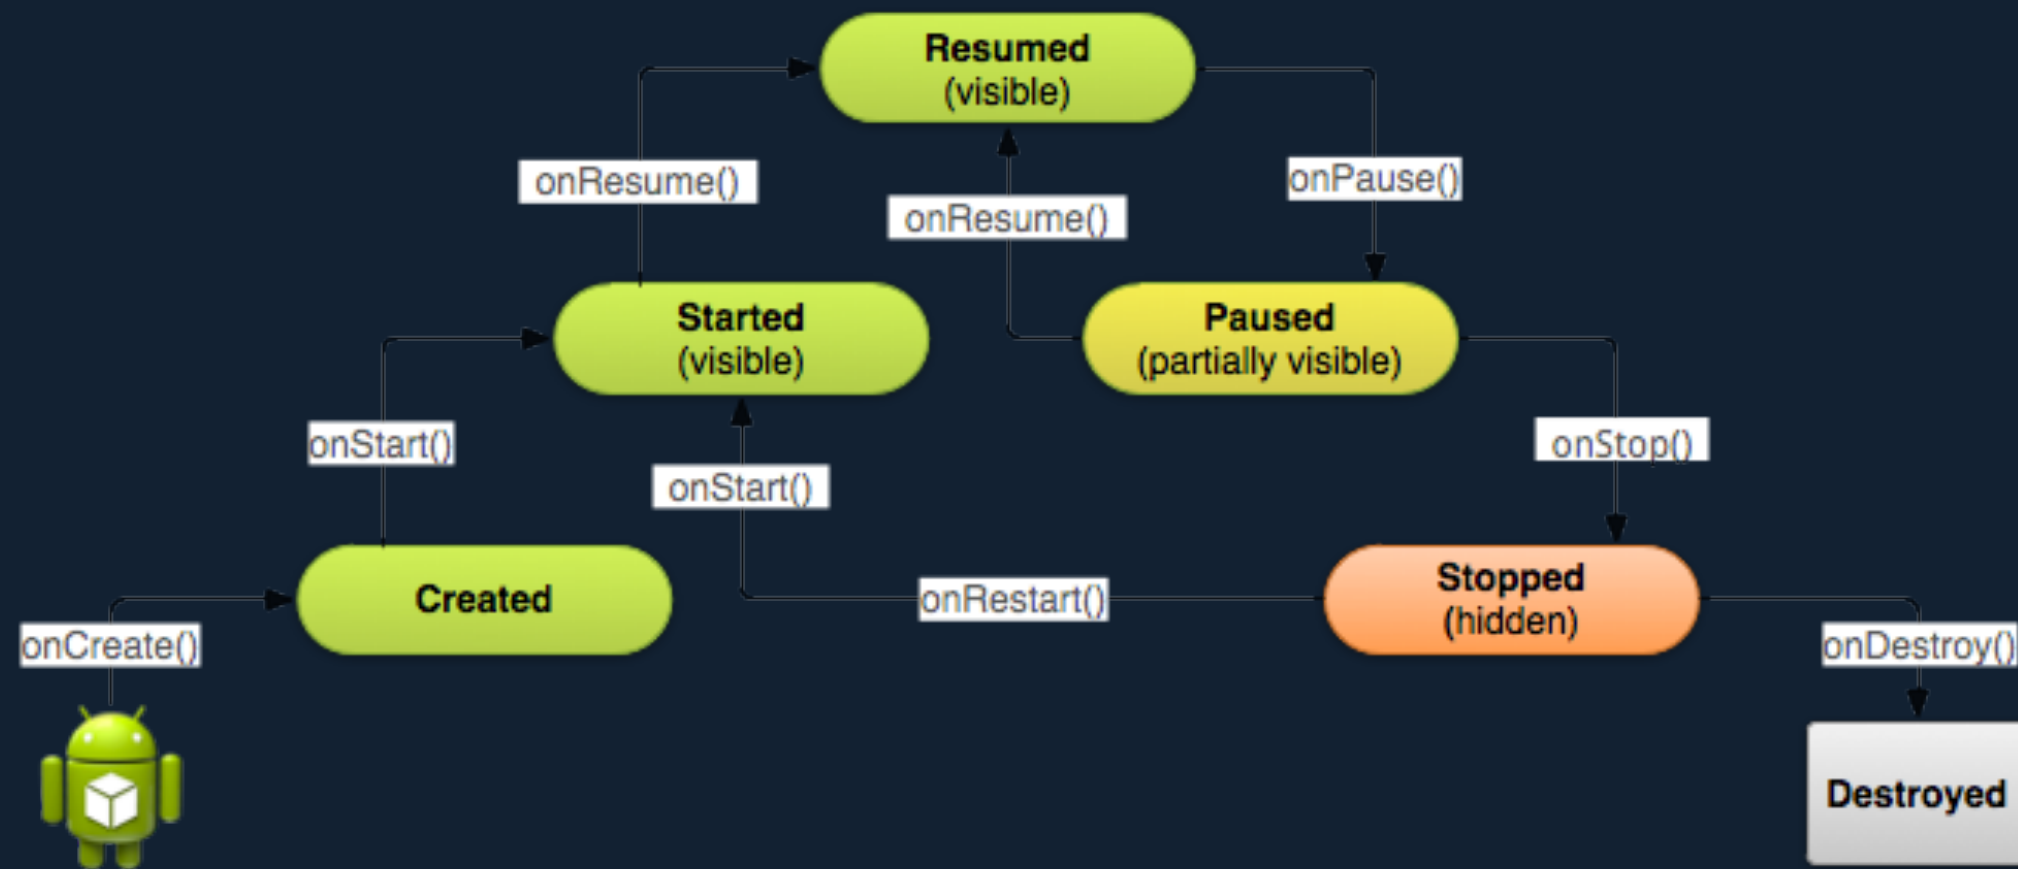 Resumed
(visible)
onResume()
onPause()
onResume()
Started
(visible)
Paused
(partially visible)
onStart()
onStop()
onStart()
Created
Stopped
(hidden)
onRestart()
onCreate()
onDestroy()
Destroyed